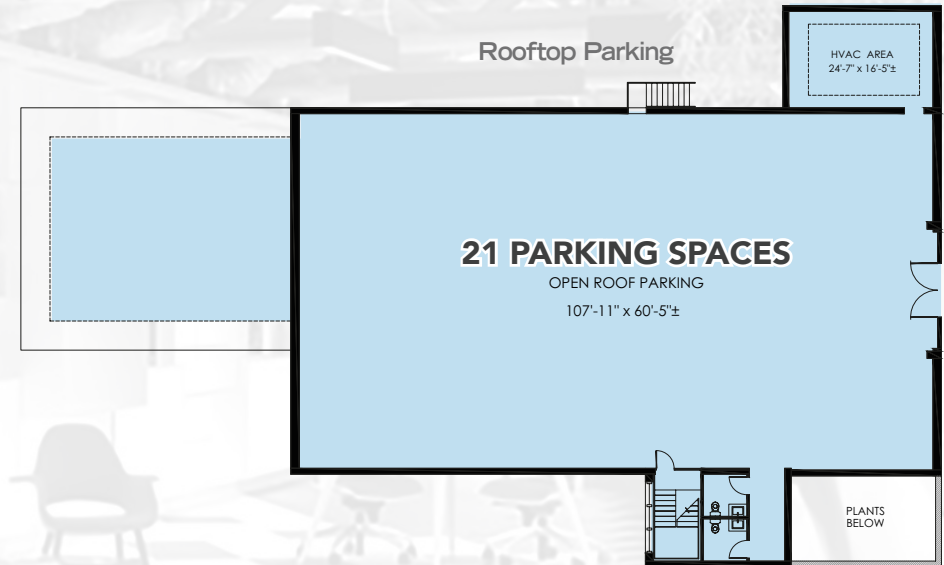 Rooftop Parking
HVAC AREA
24'-7" x 16'-5"±
21 PARKING SPACES
OPEN ROOF PARKING
107'-11" x 60'-5"±
PLANTS
BELOW